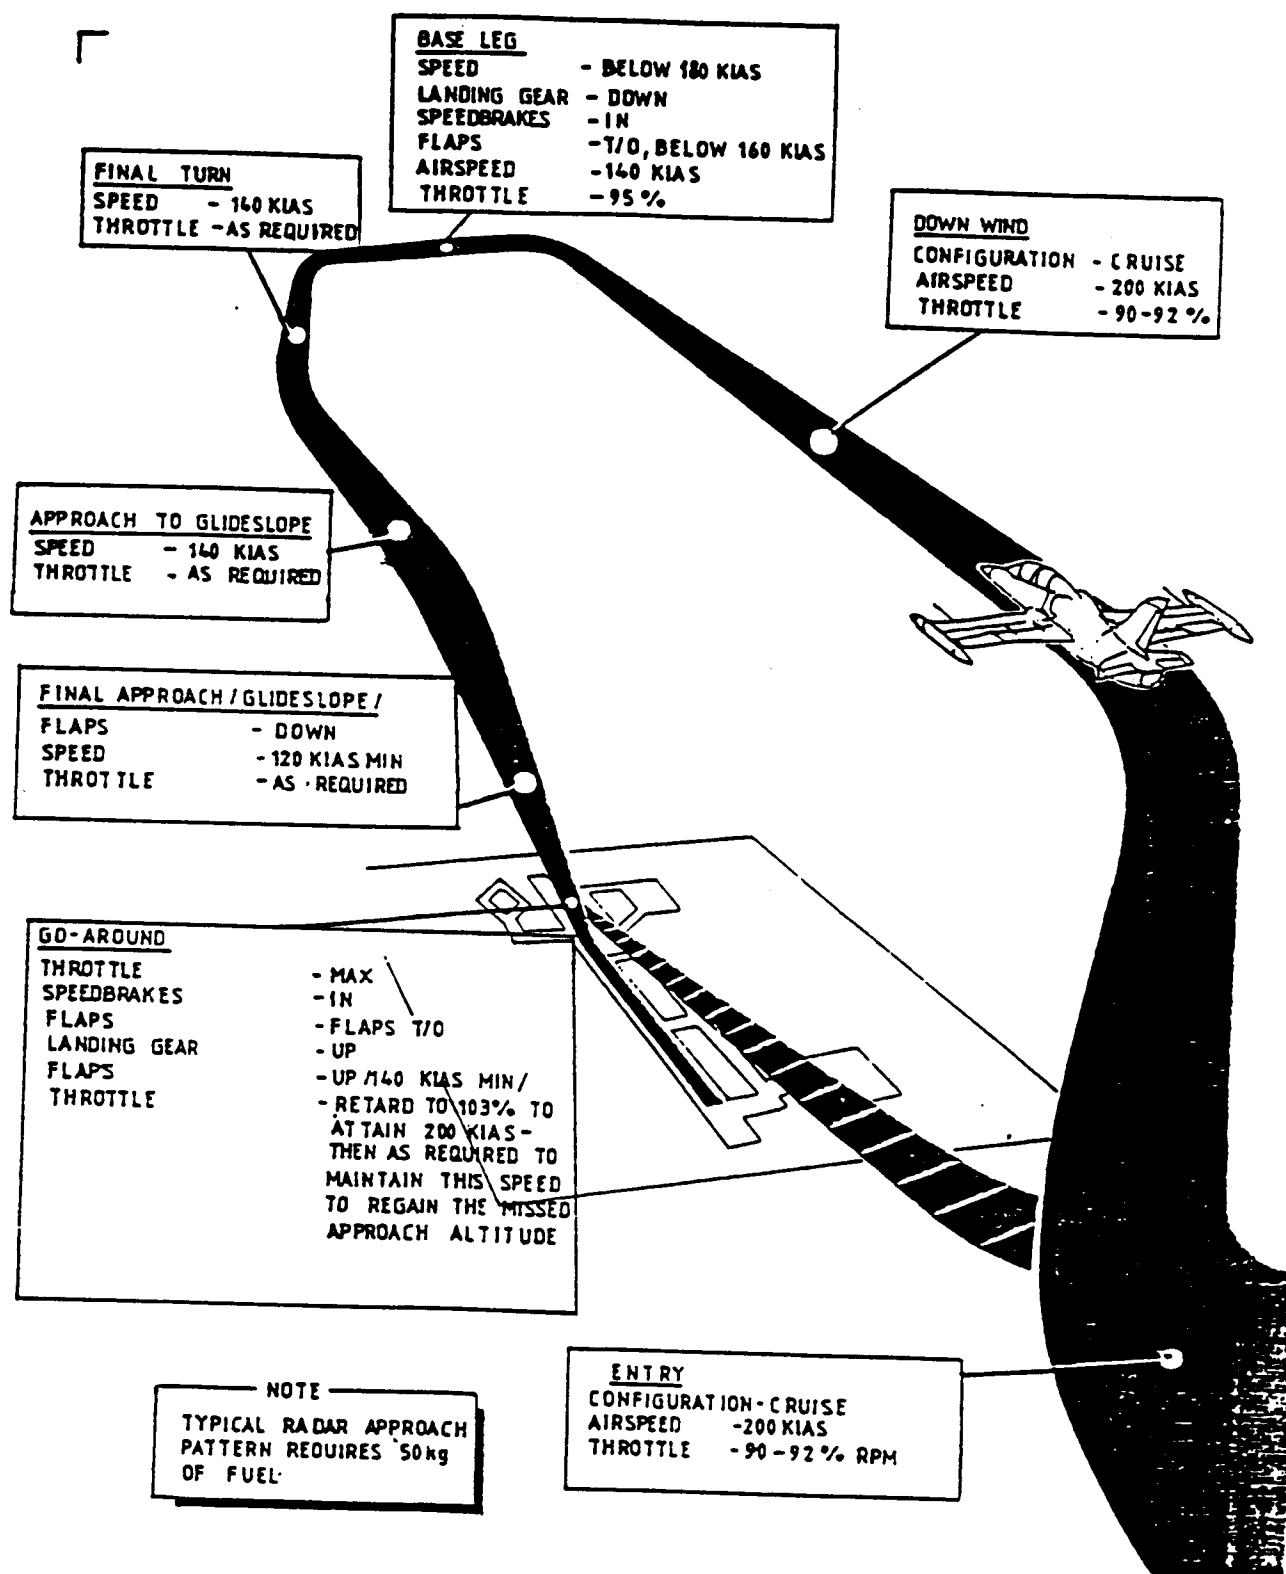 BASE LEG
SPEED - BELOW 180 KIAS
LANDING GEAR - DOWN
SPEEDBRAKES - IN
FLAPS - T/O, BELOW 160 KIAS
AIRSPEED - 140 KIAS
THROTTLE - 95 %
FINAL TURN
SPEED - 140 KIAS
THROTTLE - AS REQUIRED
DOWN WIND
CONFIGURATION - CRUISE
AIRSPEED - 200 KIAS
THROTTLE - 90-92 %
APPROACH TO GLIDESLOPE
SPEED - 140 KIAS
THROTTLE - AS REQUIRED
FINAL APPROACH / GLIDESLOPE /
FLAPS - DOWN
SPEED - 120 KIAS MIN
THROTTLE - AS REQUIRED
GO-AROUND
THROTTLE - MAX
SPEEDBRAKES - IN
FLAPS - FLAPS T/O
LANDING GEAR - UP
FLAPS - UP /140 KIAS MIN/
THROTTLE - RETARD TO 103% TO
ATTAIN 200 KIAS -
THEN AS REQUIRED TO
MAINTAIN THIS SPEED
TO REGAIN THE MISSED
APPROACH ALTITUDE
NOTE
TYPICAL RADAR APPROACH
PATTERN REQUIRES 50kg
OF FUEL
ENTRY
CONFIGURATION - CRUISE
AIRSPEED - 200 KIAS
THROTTLE - 90-92 % RPM